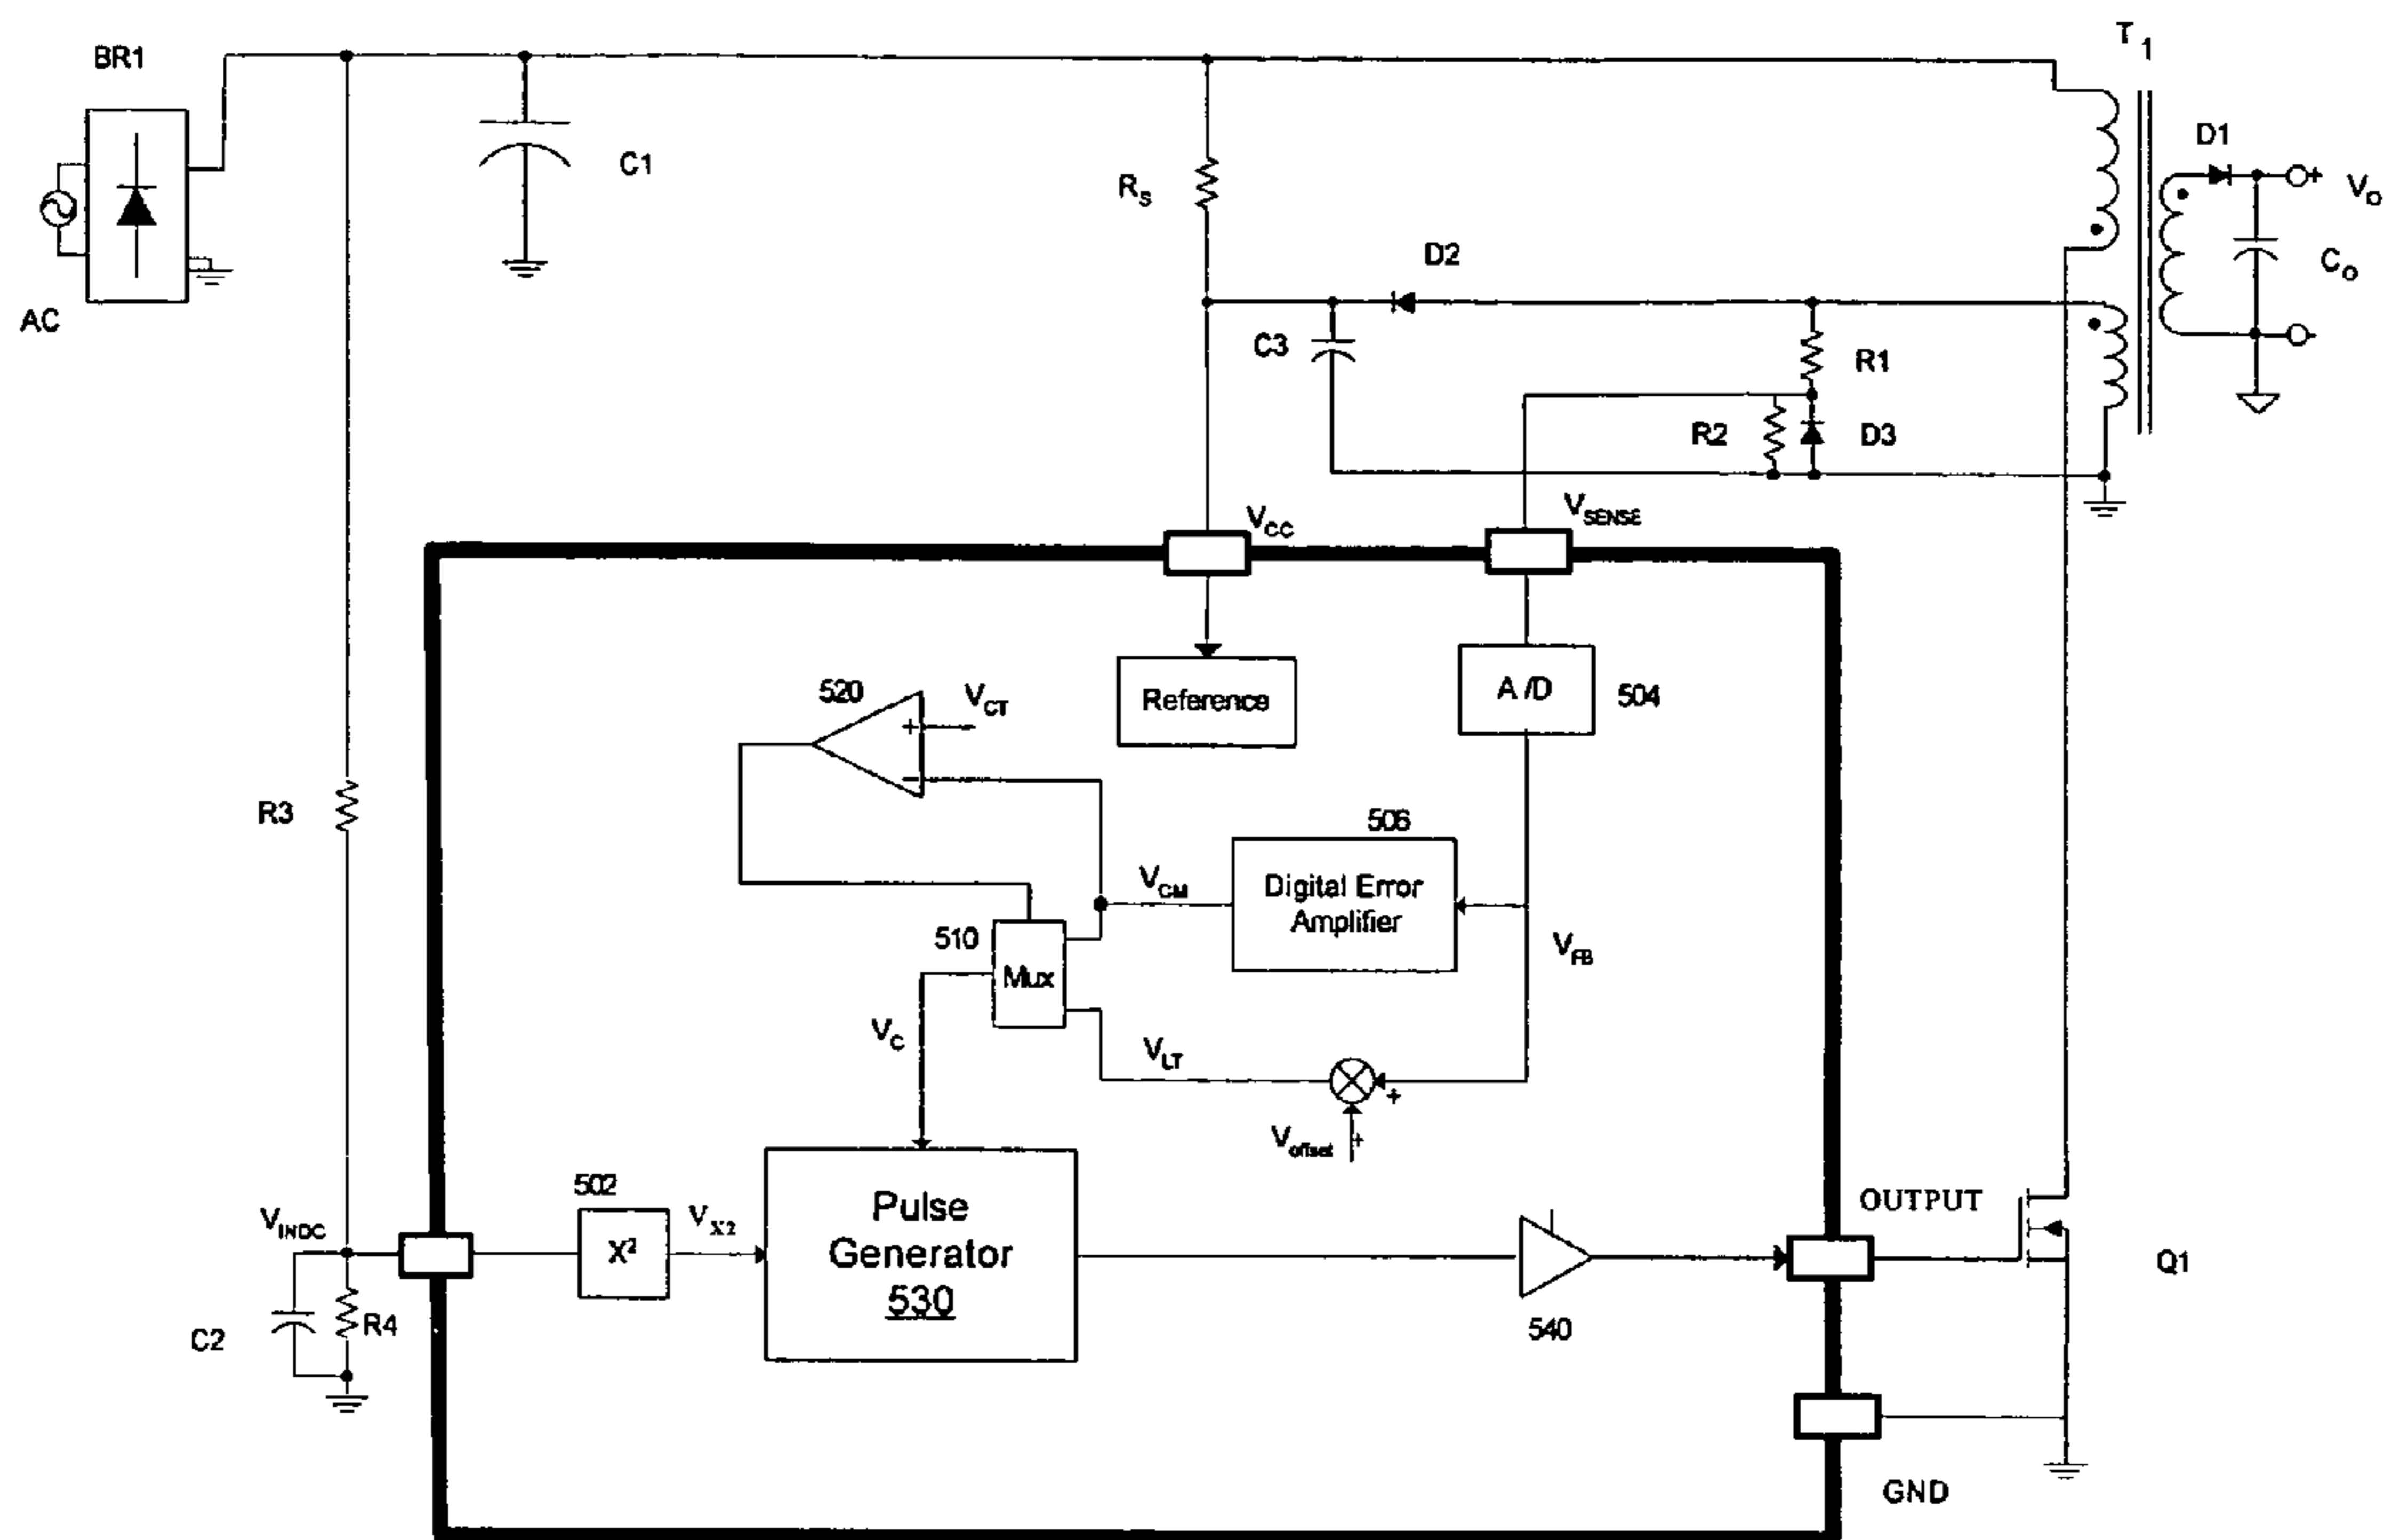 BR1
T1
D1
C1
VO
RS
D2
CO
AC
C3
R1
R2
D3
VCC
VSENSE
520
VCT
+
−
Reference
A/D
504
R3
506
Digital Error
Amplifier
VCM
510
Mux
VFB
VC
VLT
+
Voffset
+
502
VINDC
X²
VX2
Pulse
Generator
530
OUTPUT
Q1
C2
R4
540
GND